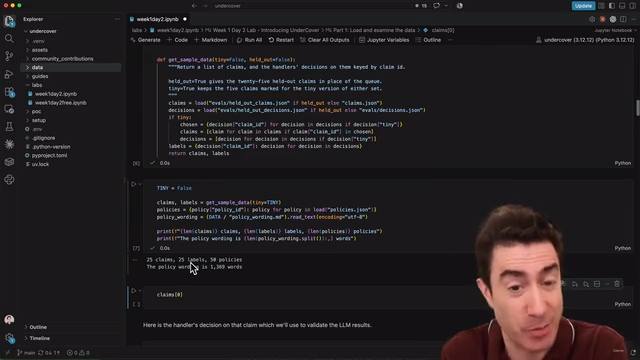 undercover
Update
EXPLORER
undercover
.venv
assets
community_contributions
data
guides
labs
week1day2.ipynb
week1day2free.ipynb
poc
setup
.env
.gitignore
.python-version
pyproject.toml
uv.lock
Outline
Timeline
main
week1day2.ipynb
labs > week1day2.ipynb > Week 1 Day 3 Lab - Introducing UnderCover > Part 1: Load and examine the data > claims[0]
Generate + Code + Markdown | Run All Restart Clear All Outputs | Jupyter Variables Outline
undercover (3.12.12) (Python 3.12.12)
def get_sample_data(tiny=False, held_out=False):
"""Return a list of claims, and the handlers' decisions on them keyed by claim id.
held_out=True gives the twenty-five held-out claims in place of the queue.
tiny=True keeps the five claims marked for the tiny version of either set.
"""
claims = load("evals/held_out_claims.json" if held_out else "claims.json")
decisions = load("evals/held_out_decisions.json" if held_out else "evals/decisions.json")
if tiny:
chosen = {decision["claim_id"] for decision in decisions if decision["tiny"]}
claims = [claim for claim in claims if claim["claim_id"] in chosen]
decisions = [decision for decision in decisions if decision["tiny"]]
labels = {decision["claim_id"]: decision for decision in decisions}
return claims, labels
[6] 0.0s
TINY = False
claims, labels = get_sample_data(tiny=TINY)
policies = {policy["policy_id"]: policy for policy in load("policies.json")}
policy_wording = (DATA / "policy_wording.md").read_text(encoding="utf-8")
print(f"{len(claims)} claims, {len(labels)} labels, {len(policies)} policies")
print(f"The policy wording is {len(policy_wording.split()):,} words")
[7] 0.0s
25 claims, 25 labels, 50 policies
The policy wording is 1,369 words
claims[0]
[ ]
Here is the handler's decision on that claim which we'll use to validate the LLM results.